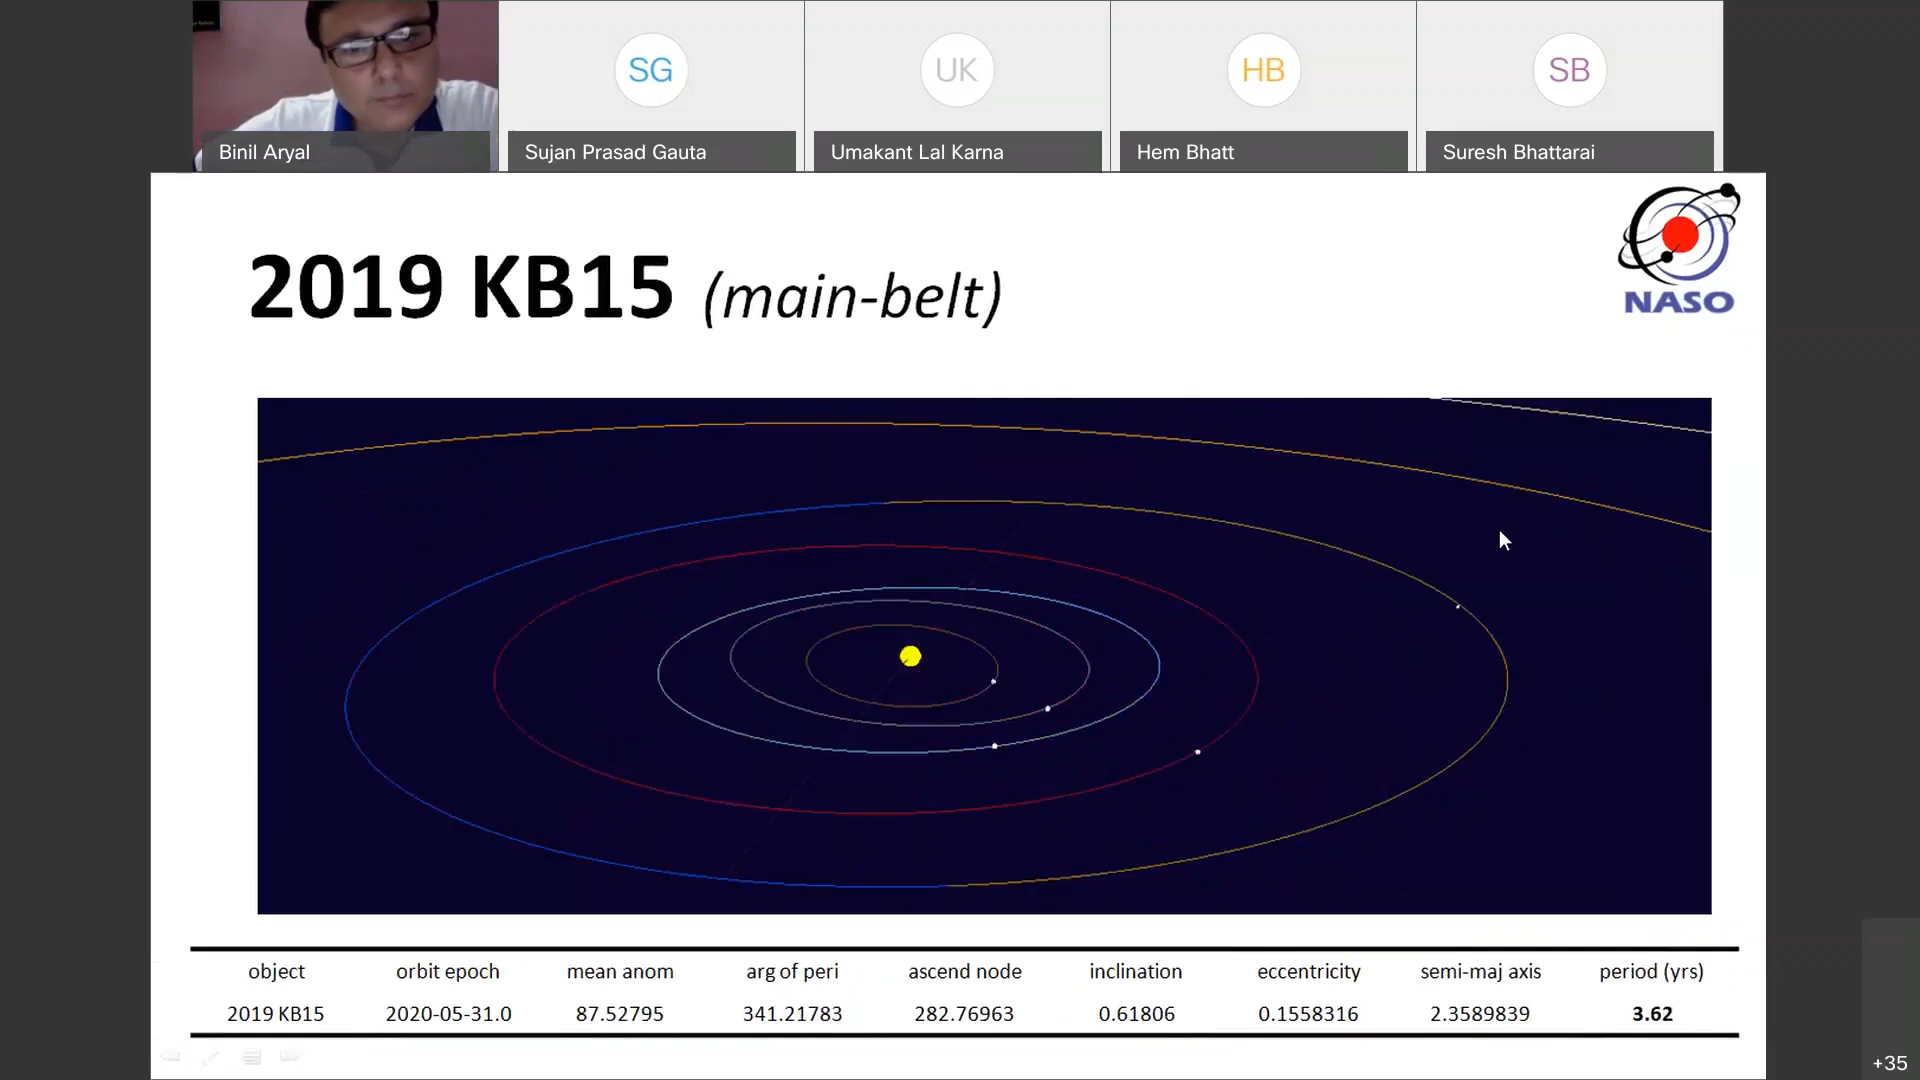 SG
UK
HB
SB
Binil Aryal
Sujan Prasad Gauta
Umakant Lal Karna
Hem Bhatt
Suresh Bhattarai
NASO
2019 KB15 (main-belt)
object orbit epoch mean anom arg of peri ascend node inclination eccentricity semi-maj axis period (yrs)
2019 KB15 2020-05-31.0 87.52795 341.21783 282.76963 0.61806 0.1558316 2.3589839 3.62
+35